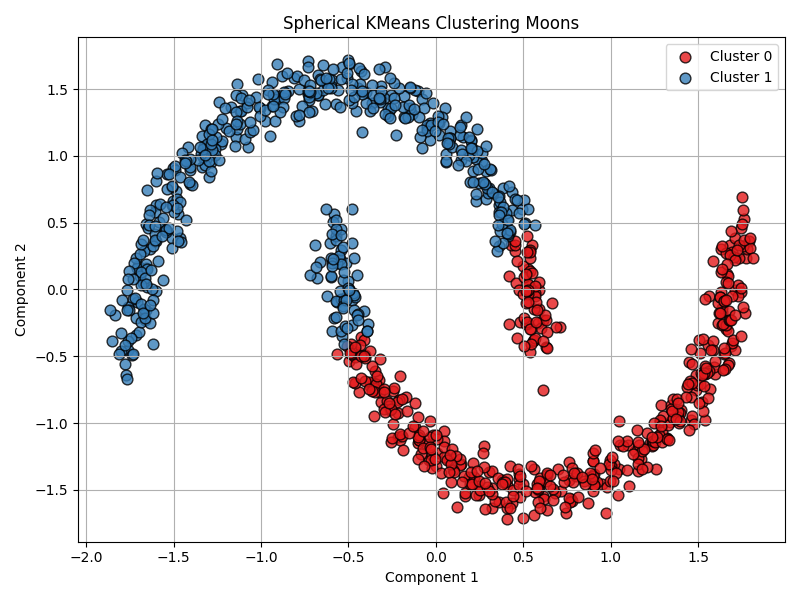 Spherical KMeans Clustering Moons
Cluster 0
Cluster 1
Component 2
1.5
1.0
0.5
0.0
−0.5
−1.0
−1.5
−2.0 −1.5 −1.0 −0.5 0.0 0.5 1.0 1.5
Component 1